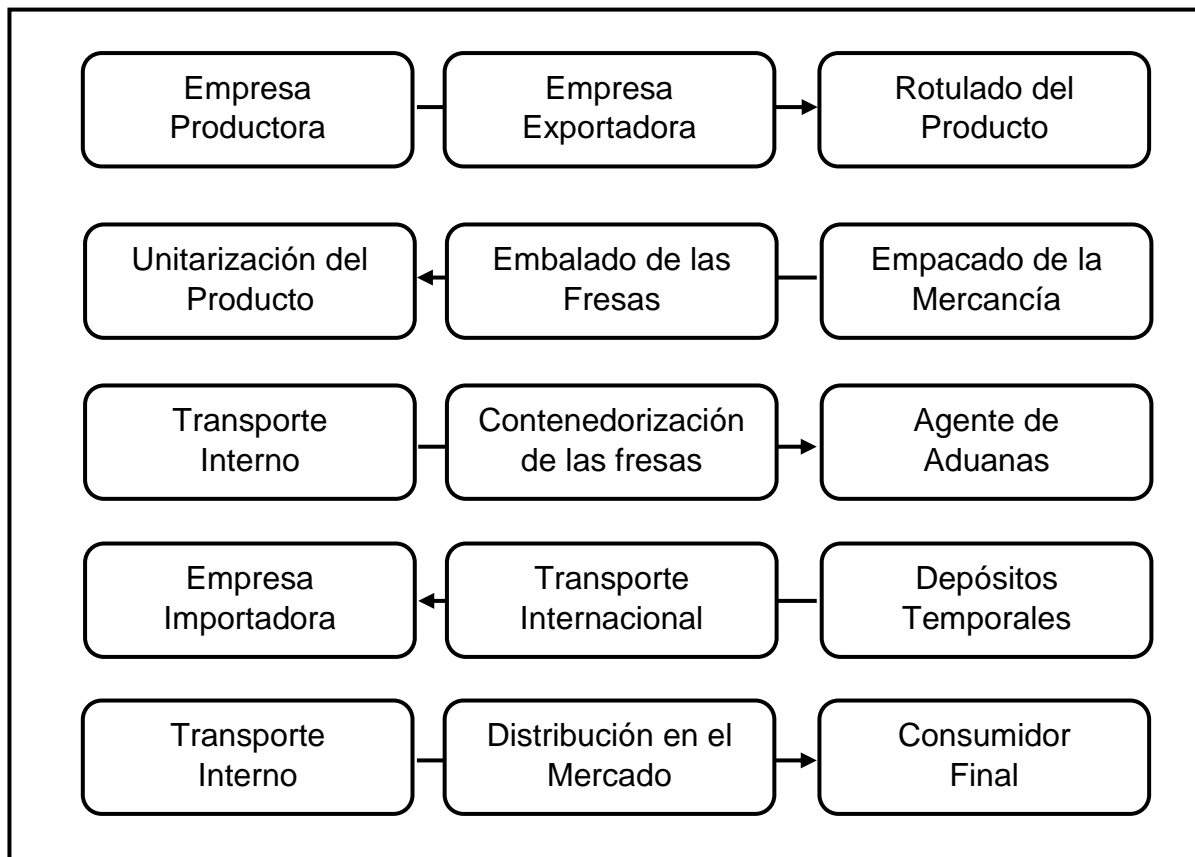 Empresa
Productora
Empresa
Exportadora
Rotulado del
Producto
Unitarización del
Producto
Embalado de las
Fresas
Empacado de la
Mercancía
Transporte
Interno
Contenedorización
de las fresas
Agente de
Aduanas
Empresa
Importadora
Transporte
Internacional
Depósitos
Temporales
Transporte
Interno
Distribución en el
Mercado
Consumidor
Final